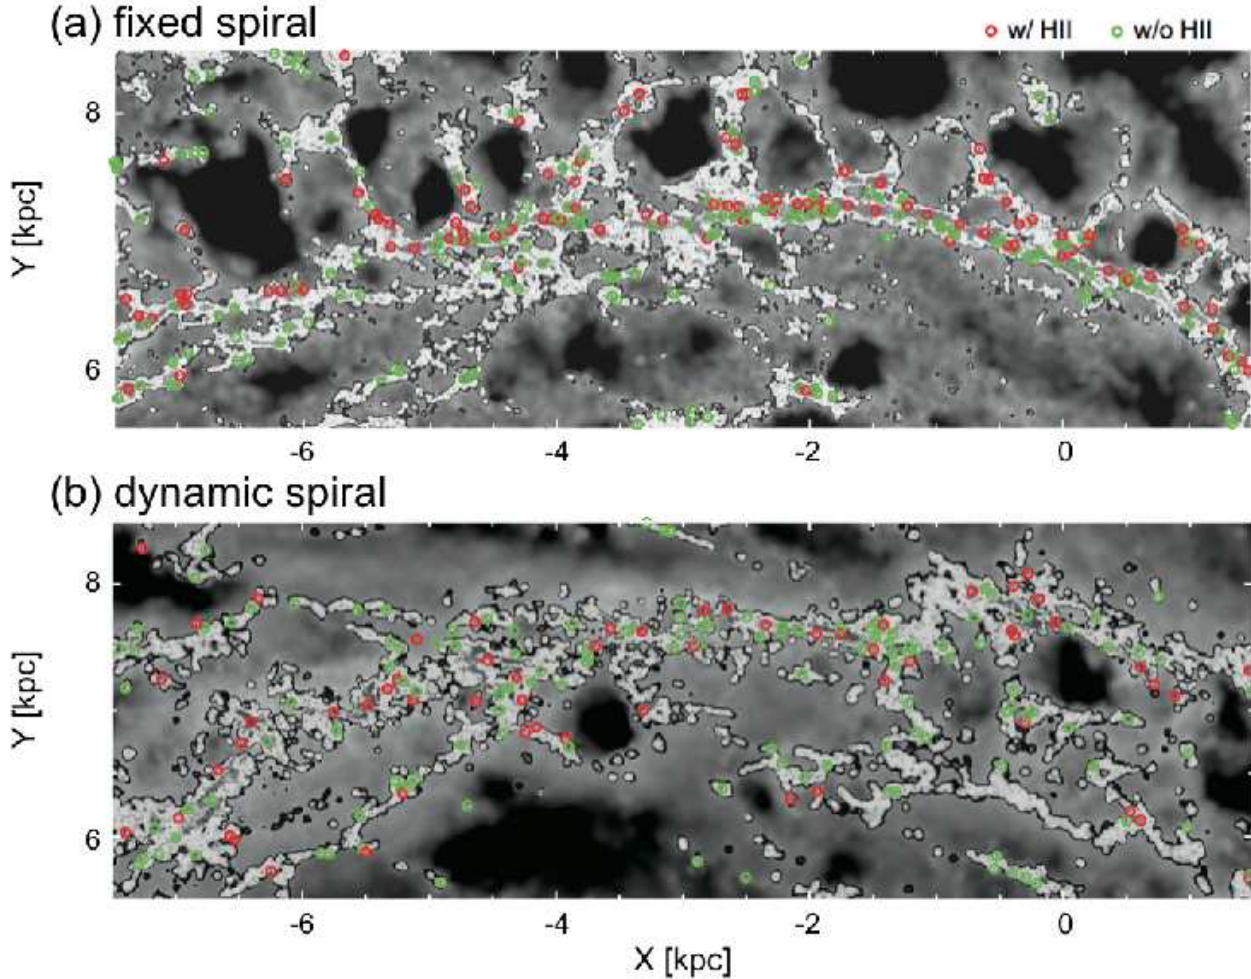 (a) fixed spiral
w/ HII w/o HII
8
6
Y [kpc]
-6 -4 -2 0
(b) dynamic spiral
8
6
Y [kpc]
-6 -4 -2 0
X [kpc]